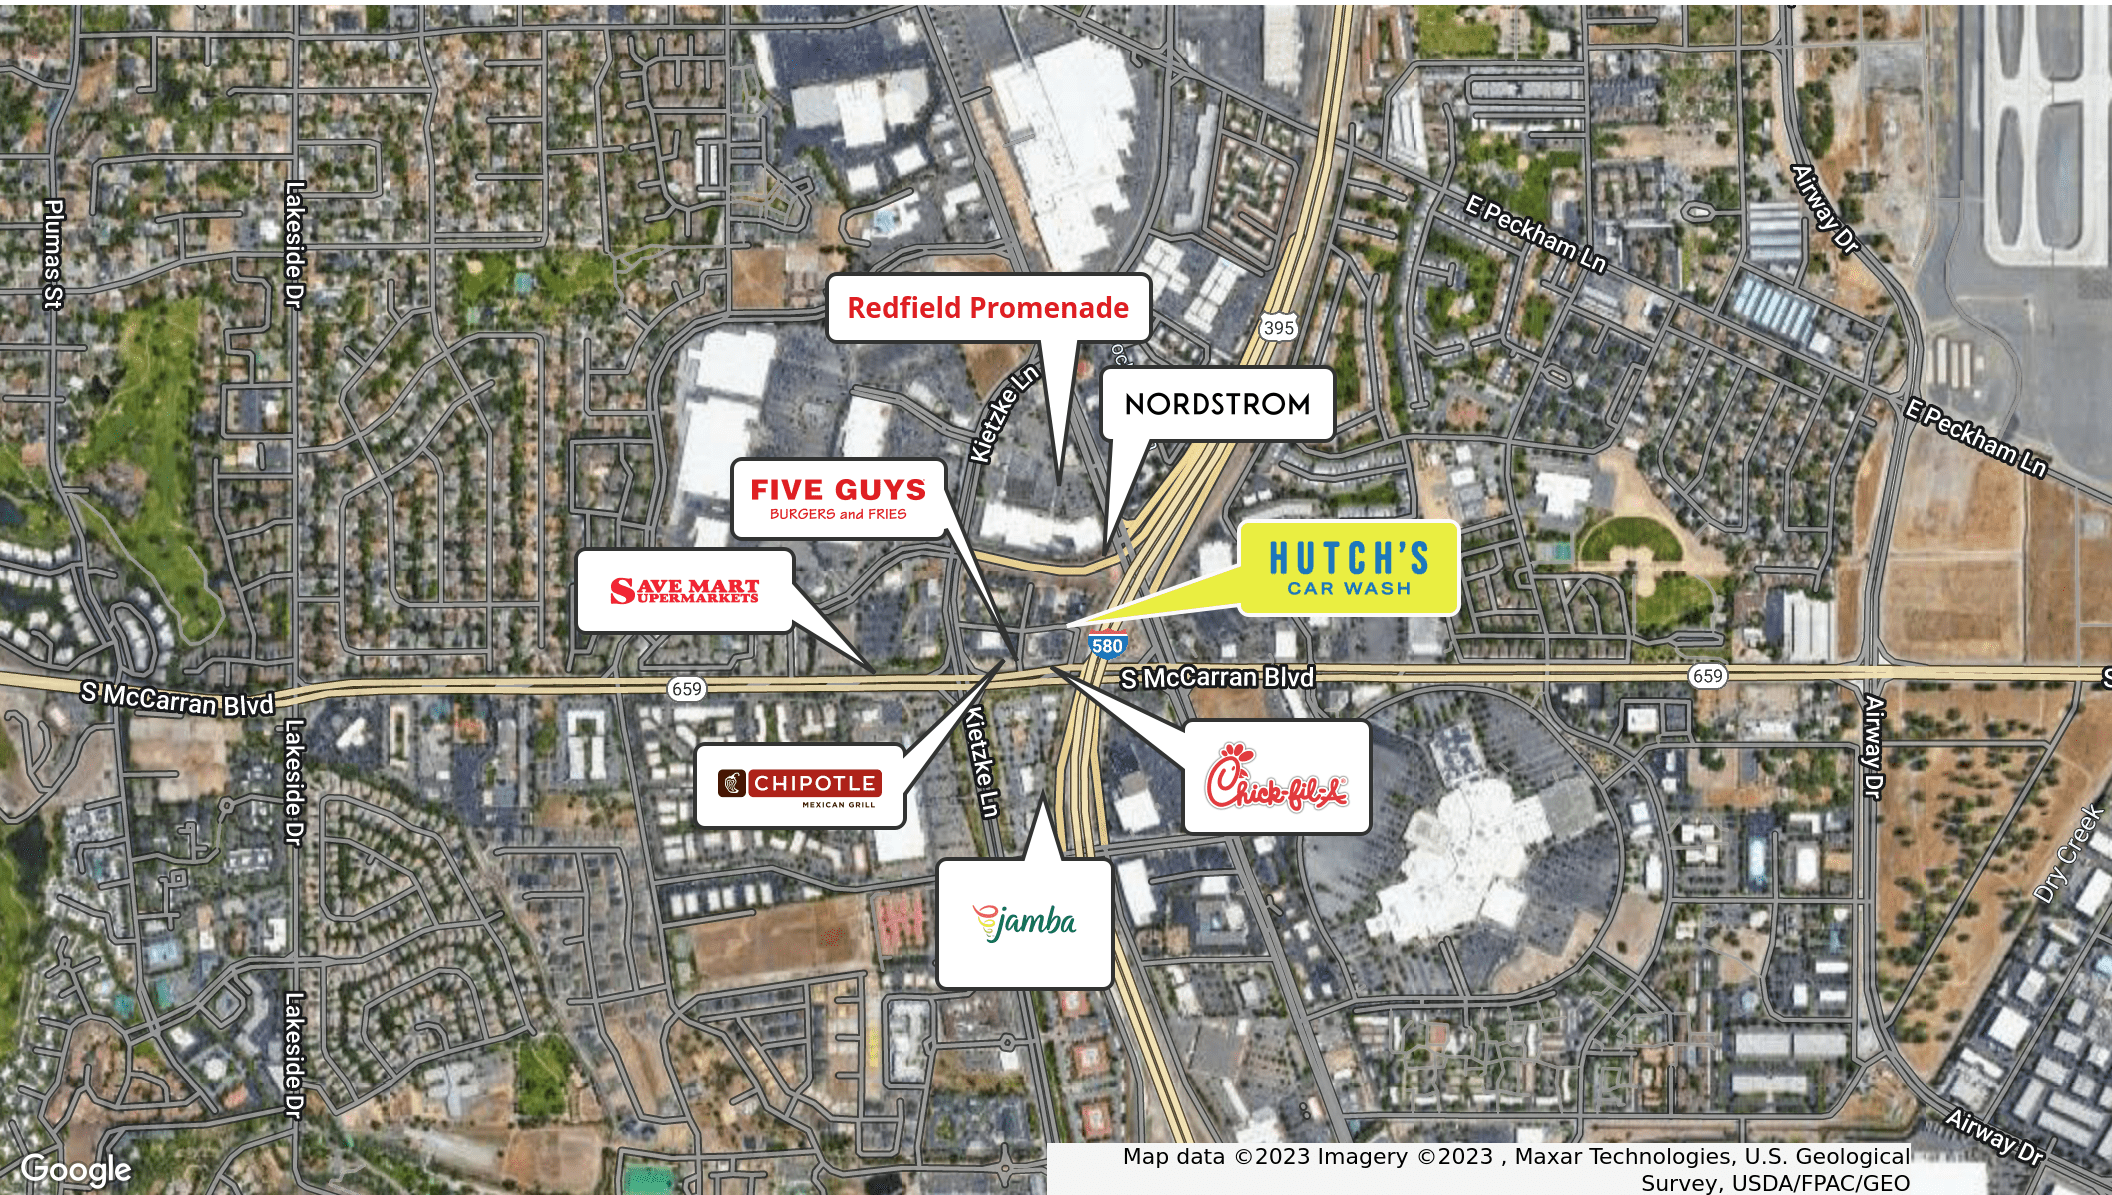 Plumas St
Lakeside Dr
Airway Dr
E Peckham Ln
Redfield Promenade
395
Kietzke Ln
NORDSTROM
E Peckham Ln
FIVE GUYS
BURGERS and FRIES
HUTCH'S
CAR WASH
SAVE MART
SUPERMARKETS
580
S McCarran Blvd
659
S McCarran Blvd
659
S
Lakeside Dr
Kietzke Ln
Airway Dr
CHIPOTLE
MEXICAN GRILL
Chick-fil-A
Dry Creek
jamba
Lakeside Dr
Airway Dr
Google
Map data ©2023 Imagery ©2023 , Maxar Technologies, U.S. Geological
Survey, USDA/FPAC/GEO